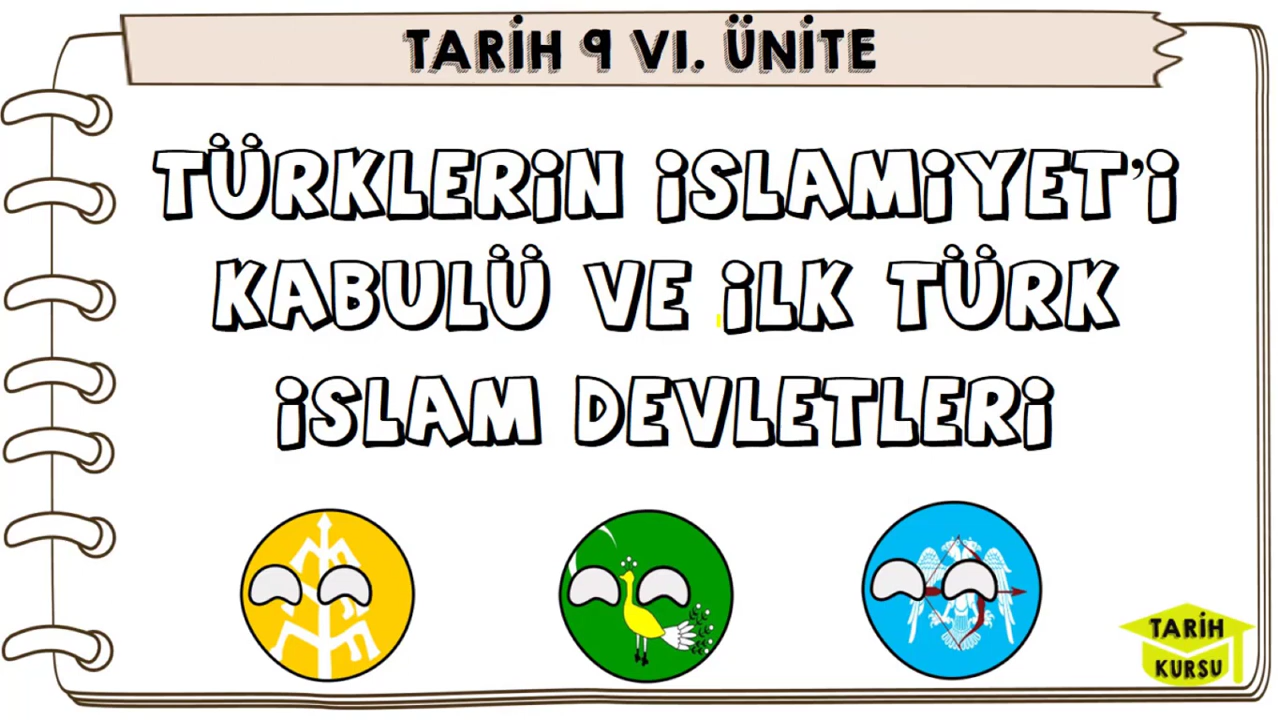 TARİH 9 VI. ÜNİTE
TÜRKLERİN İSLAMİYET'İ
KABULÜ VE İLK TÜRK
İSLAM DEVLETLERİ
TARİH
KURSU